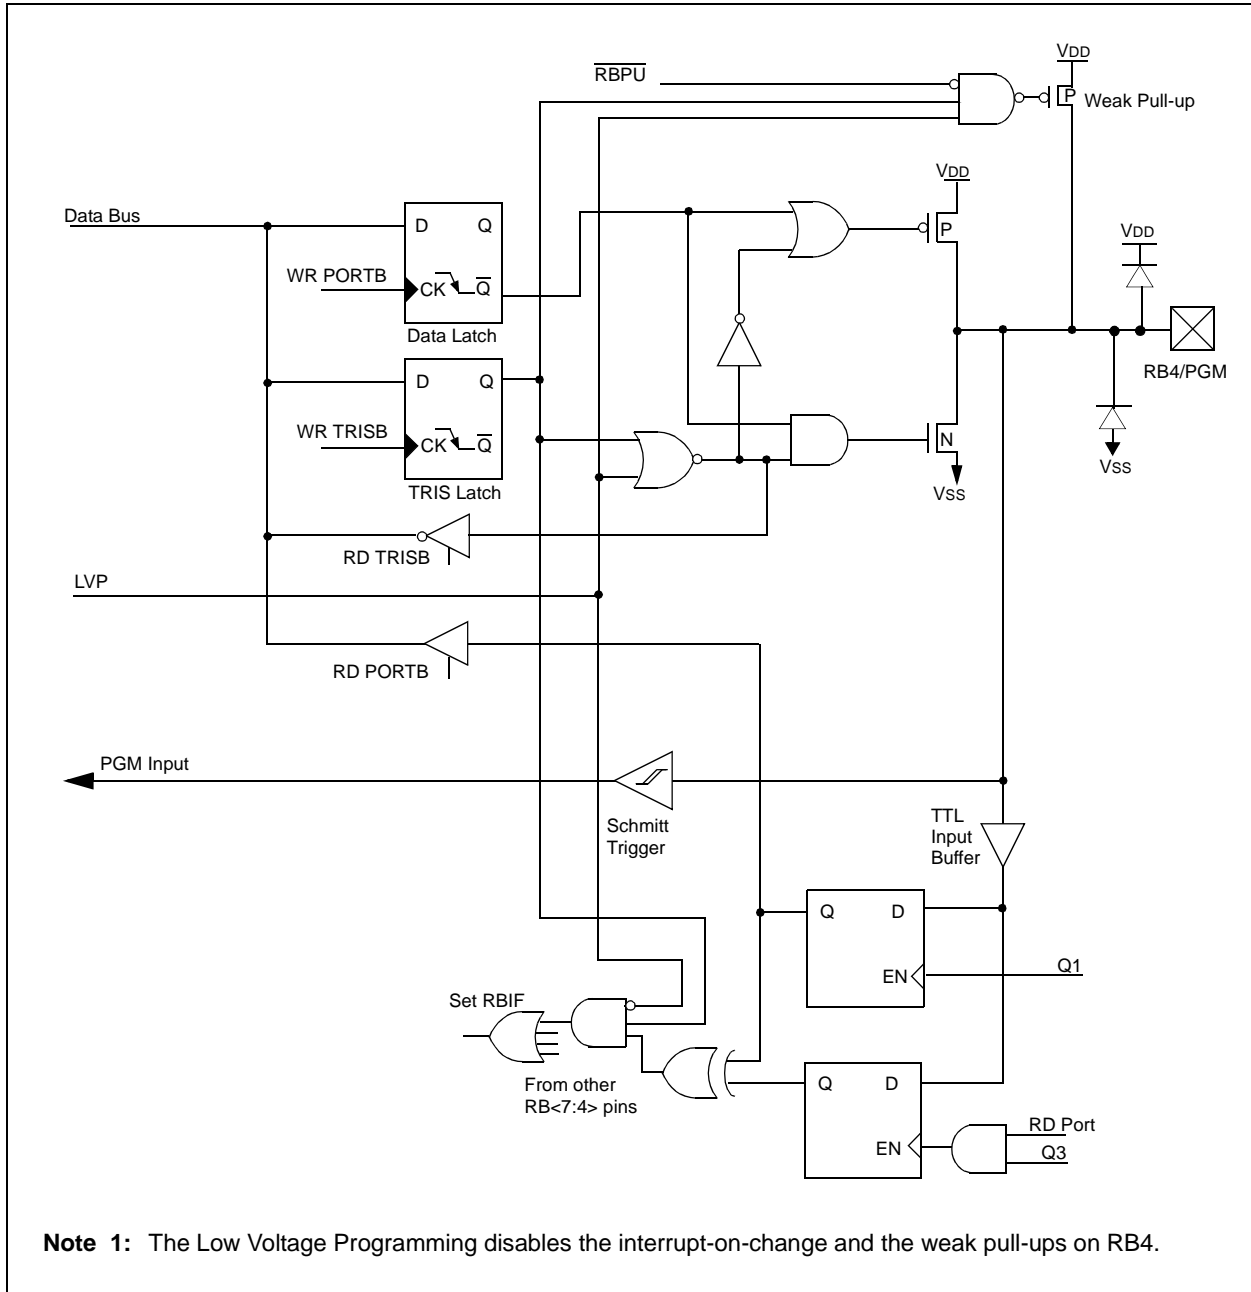 VDD
RBPU
P
Weak Pull-up
VDD
Data Bus
D Q
P
VDD
WR PORTB
CK Q
Data Latch
RB4/PGM
D Q
WR TRISB
CK Q
N
TRIS Latch
VSS
VSS
RD TRISB
LVP
RD PORTB
PGM Input
Schmitt
Trigger
TTL
Input
Buffer
Q D
EN
Q1
Set RBIF
From other
RB<7:4> pins
Q D
EN
RD Port
Q3
Note 1: The Low Voltage Programming disables the interrupt-on-change and the weak pull-ups on RB4.